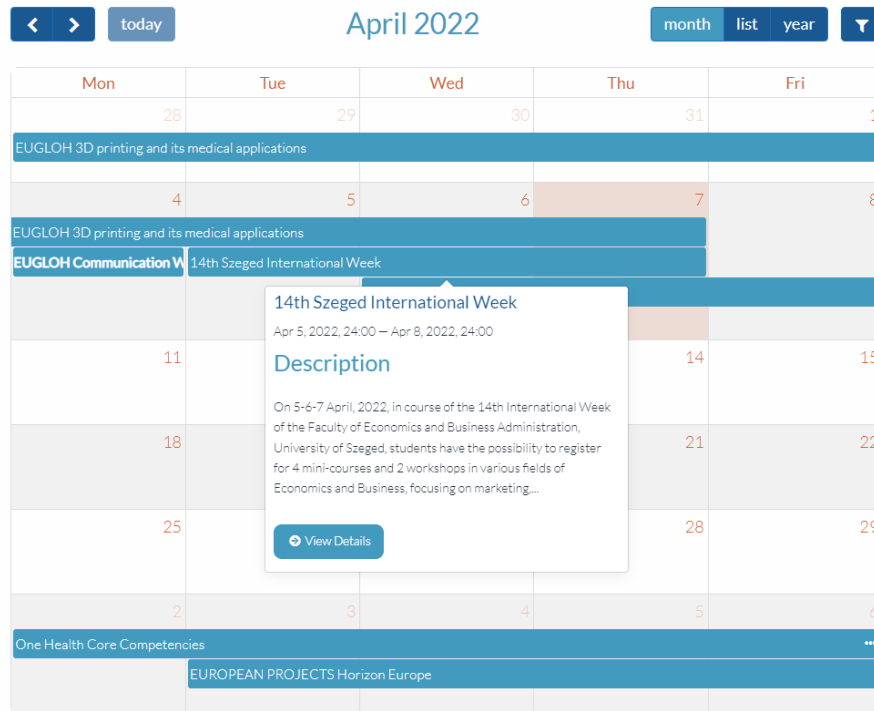 today
April 2022
month list year
Mon Tue Wed Thu Fri
28 29 30 31 1
EUGLOH 3D printing and its medical applications
4 5 6 7 8
EUGLOH 3D printing and its medical applications
EUGLOH Communication W 14th Szeged International Week
14th Szeged International Week
Apr 5, 2022, 24:00 — Apr 8, 2022, 24:00
Description
On 5-6-7 April, 2022, in course of the 14th International Week
of the Faculty of Economics and Business Administration,
University of Szeged, students have the possibility to register
for 4 mini-courses and 2 workshops in various fields of
Economics and Business, focusing on marketing,...
View Details
11 14 15
18 21 22
25 28 29
2 3 4 5 6
One Health Core Competencies
EUROPEAN PROJECTS Horizon Europe